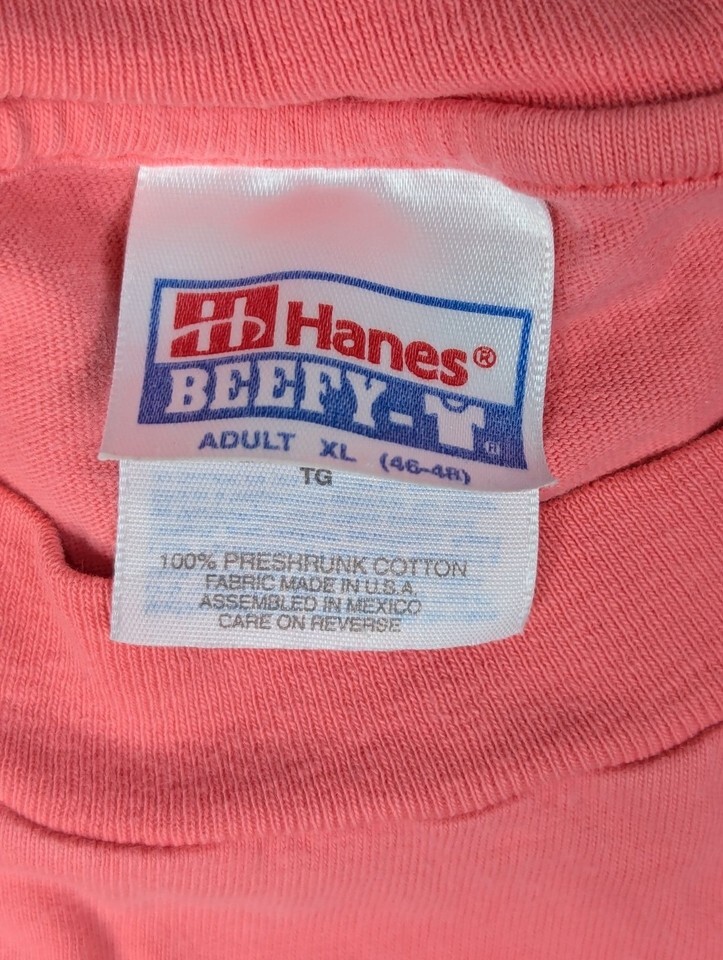 Hanes®
BEEFY-T®
ADULT XL (46-48)
TG
100% PRESHRUNK COTTON
FABRIC MADE IN U.S.A.
ASSEMBLED IN MEXICO
CARE ON REVERSE